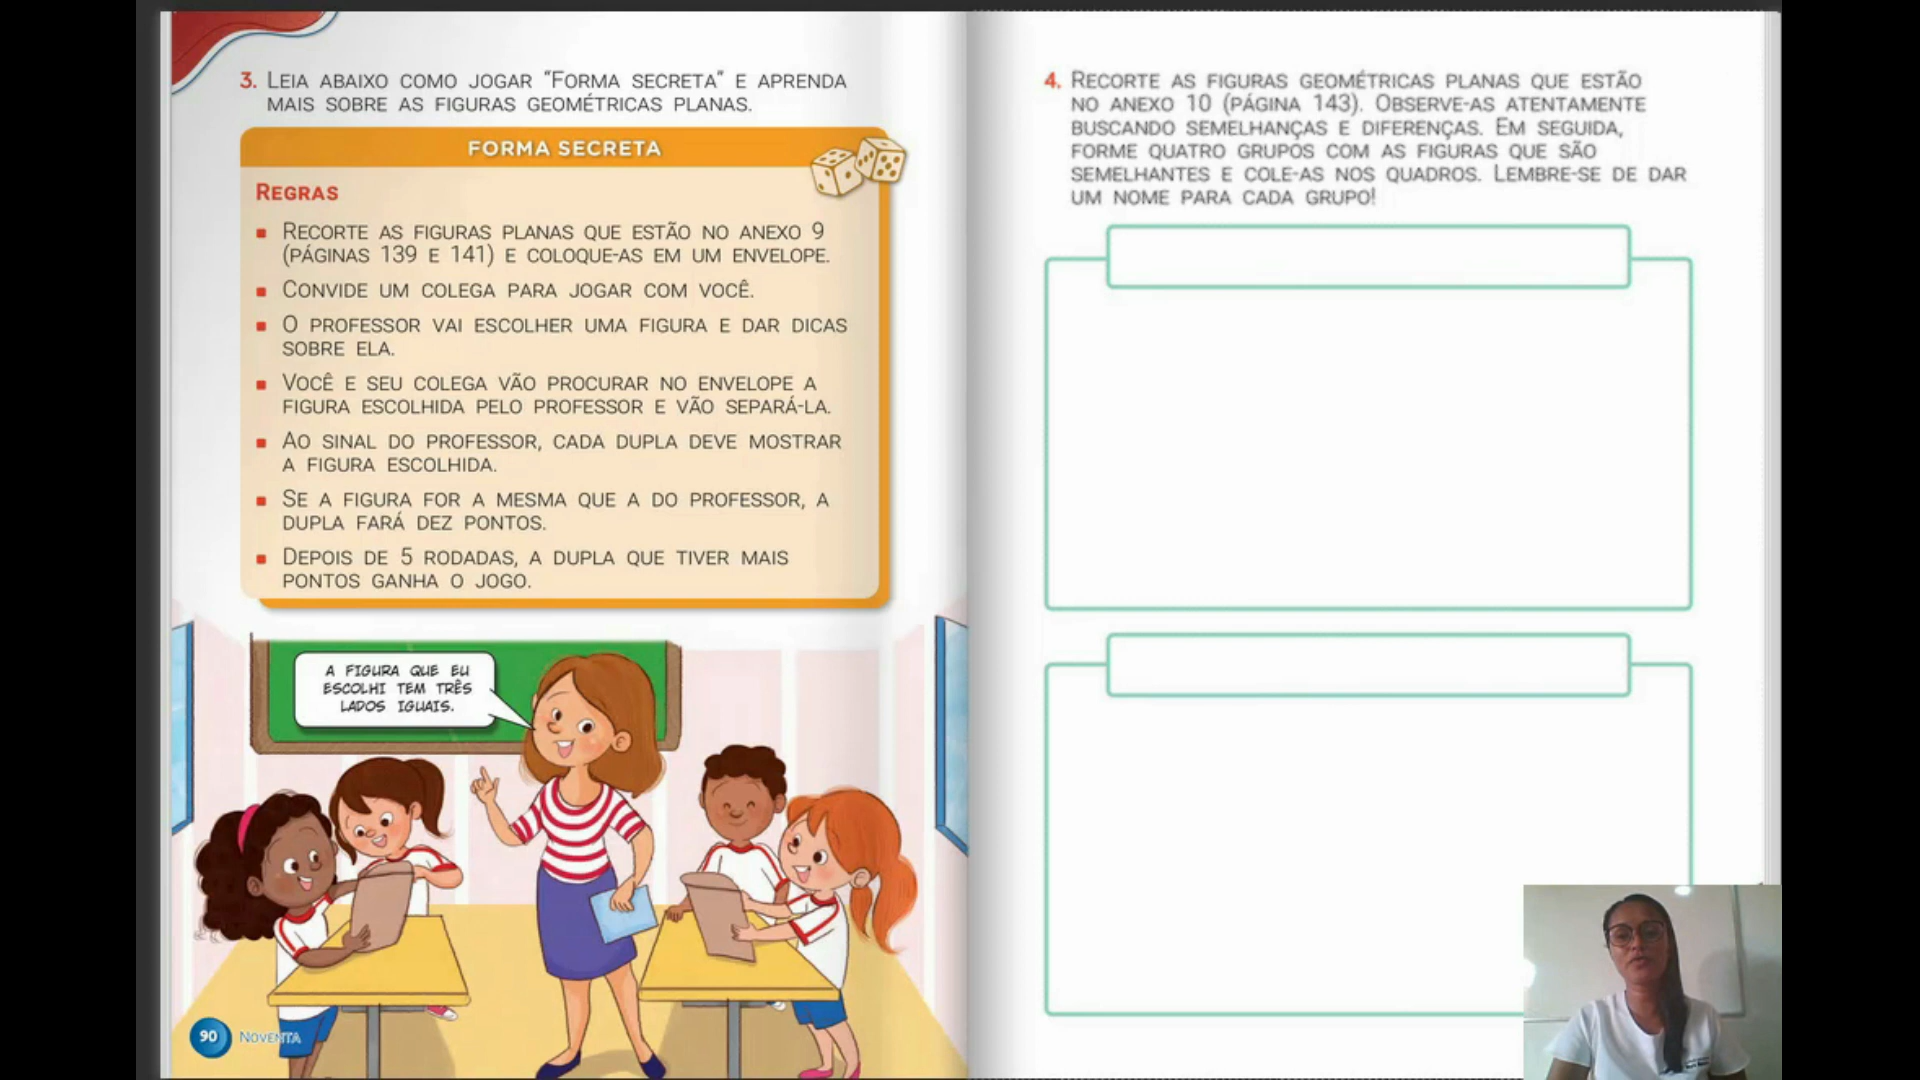 3. LEIA ABAIXO COMO JOGAR "FORMA SECRETA" E APRENDA
MAIS SOBRE AS FIGURAS GEOMÉTRICAS PLANAS.
FORMA SECRETA
REGRAS
▪ RECORTE AS FIGURAS PLANAS QUE ESTÃO NO ANEXO 9
(PÁGINAS 139 E 141) E COLOQUE-AS EM UM ENVELOPE.
▪ CONVIDE UM COLEGA PARA JOGAR COM VOCÊ.
▪ O PROFESSOR VAI ESCOLHER UMA FIGURA E DAR DICAS
SOBRE ELA.
▪ VOCÊ E SEU COLEGA VÃO PROCURAR NO ENVELOPE A
FIGURA ESCOLHIDA PELO PROFESSOR E VÃO SEPARÁ-LA.
▪ AO SINAL DO PROFESSOR, CADA DUPLA DEVE MOSTRAR
A FIGURA ESCOLHIDA.
▪ SE A FIGURA FOR A MESMA QUE A DO PROFESSOR, A
DUPLA FARÁ DEZ PONTOS.
▪ DEPOIS DE 5 RODADAS, A DUPLA QUE TIVER MAIS
PONTOS GANHA O JOGO.
A FIGURA QUE EU
ESCOLHI TEM TRÊS
LADOS IGUAIS.
90 NOVENTA
4. RECORTE AS FIGURAS GEOMÉTRICAS PLANAS QUE ESTÃO
NO ANEXO 10 (PÁGINA 143). OBSERVE-AS ATENTAMENTE
BUSCANDO SEMELHANÇAS E DIFERENÇAS. EM SEGUIDA,
FORME QUATRO GRUPOS COM AS FIGURAS QUE SÃO
SEMELHANTES E COLE-AS NOS QUADROS. LEMBRE-SE DE DAR
UM NOME PARA CADA GRUPO!